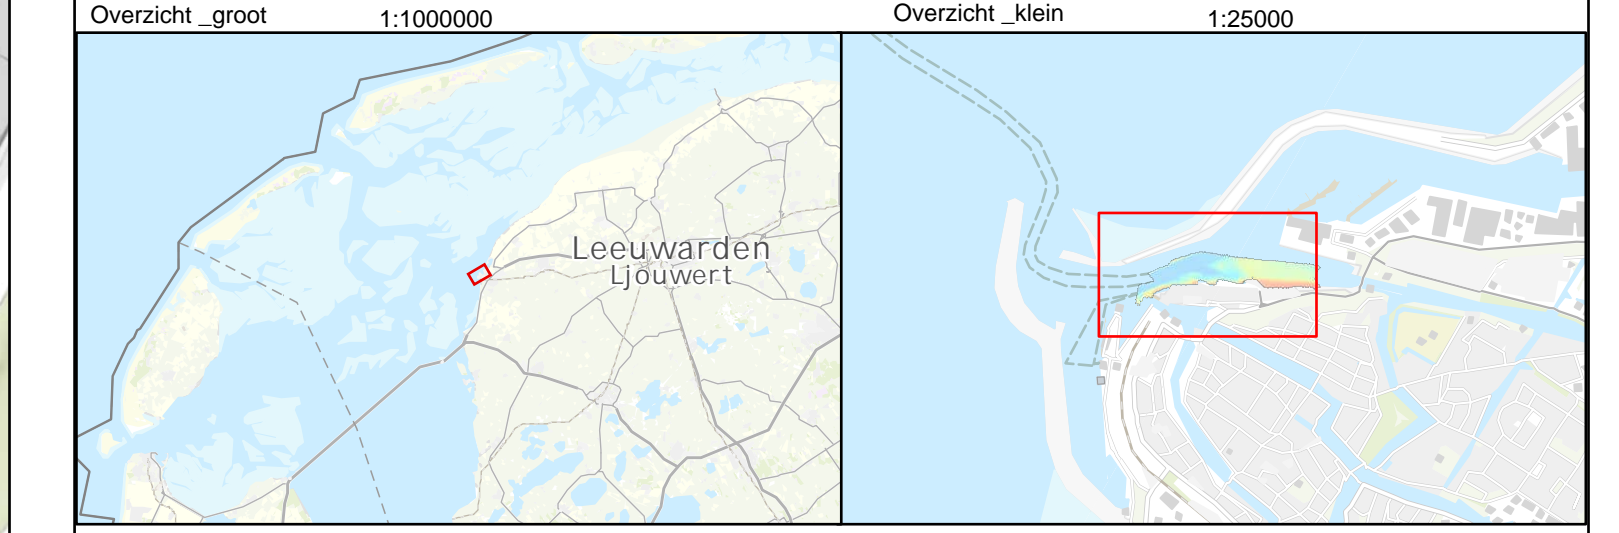 Overzicht _groot 1:1000000
Overzicht _klein 1:25000
Leeuwarden
Ljouwert